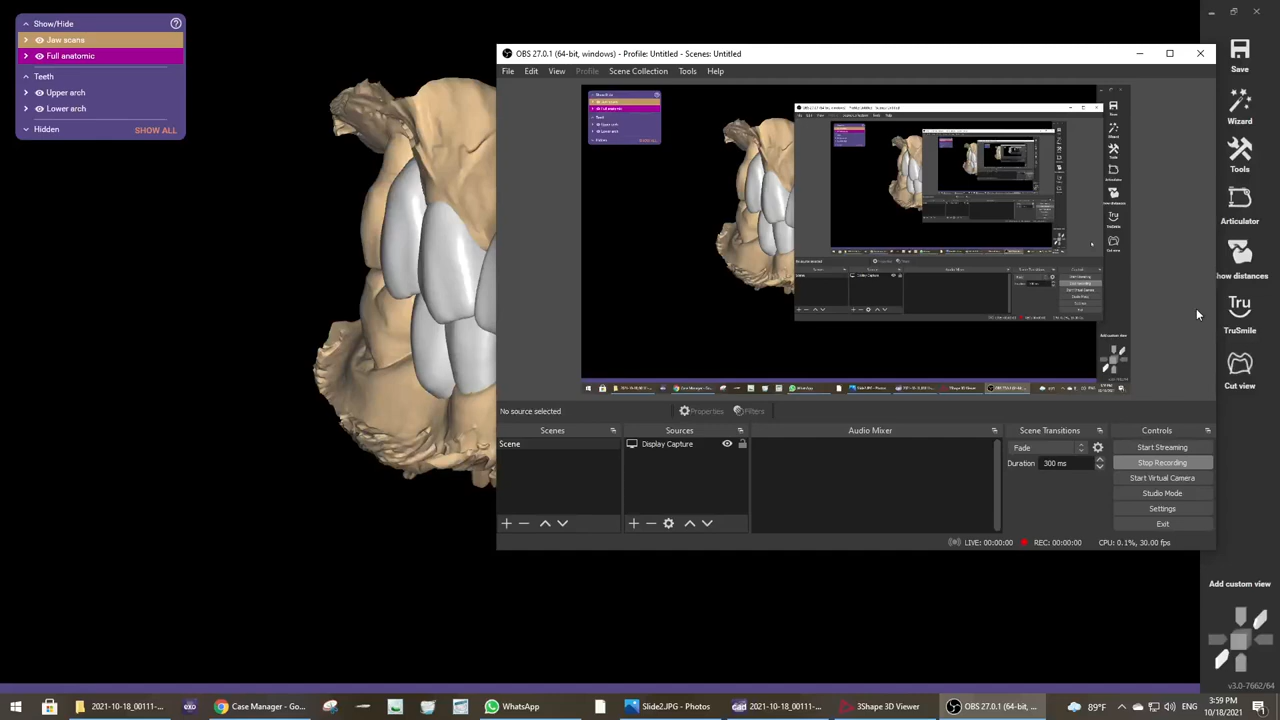 Show/Hide
Jaw scans
Full anatomic
Teeth
Upper arch
Lower arch
Hidden SHOW ALL
OBS 27.0.1 (64-bit, windows) - Profile: Untitled - Scenes: Untitled
File Edit View Profile Scene Collection Tools Help
No source selected Properties Filters
Scenes Sources Audio Mixer Scene Transitions Controls
Scene Display Capture Fade Start Streaming
Duration 300 ms Stop Recording
Start Virtual Camera
Studio Mode
Settings
Exit
LIVE: 00:00:00 REC: 00:00:00 CPU: 0.1%, 30.00 fps
Save
Wizard
Tools
Articulator
how distances
Tru
TruSmile
Cut view
Add custom view
v3.0-7662/64
2021-10-18_00111-... exo Case Manager - Go... WhatsApp Slide2.JPG - Photos cad 2021-10-18_00111-... 3Shape 3D Viewer OBS 27.0.1 (64-bit, w... 89°F ENG 3:59 PM
10/18/2021